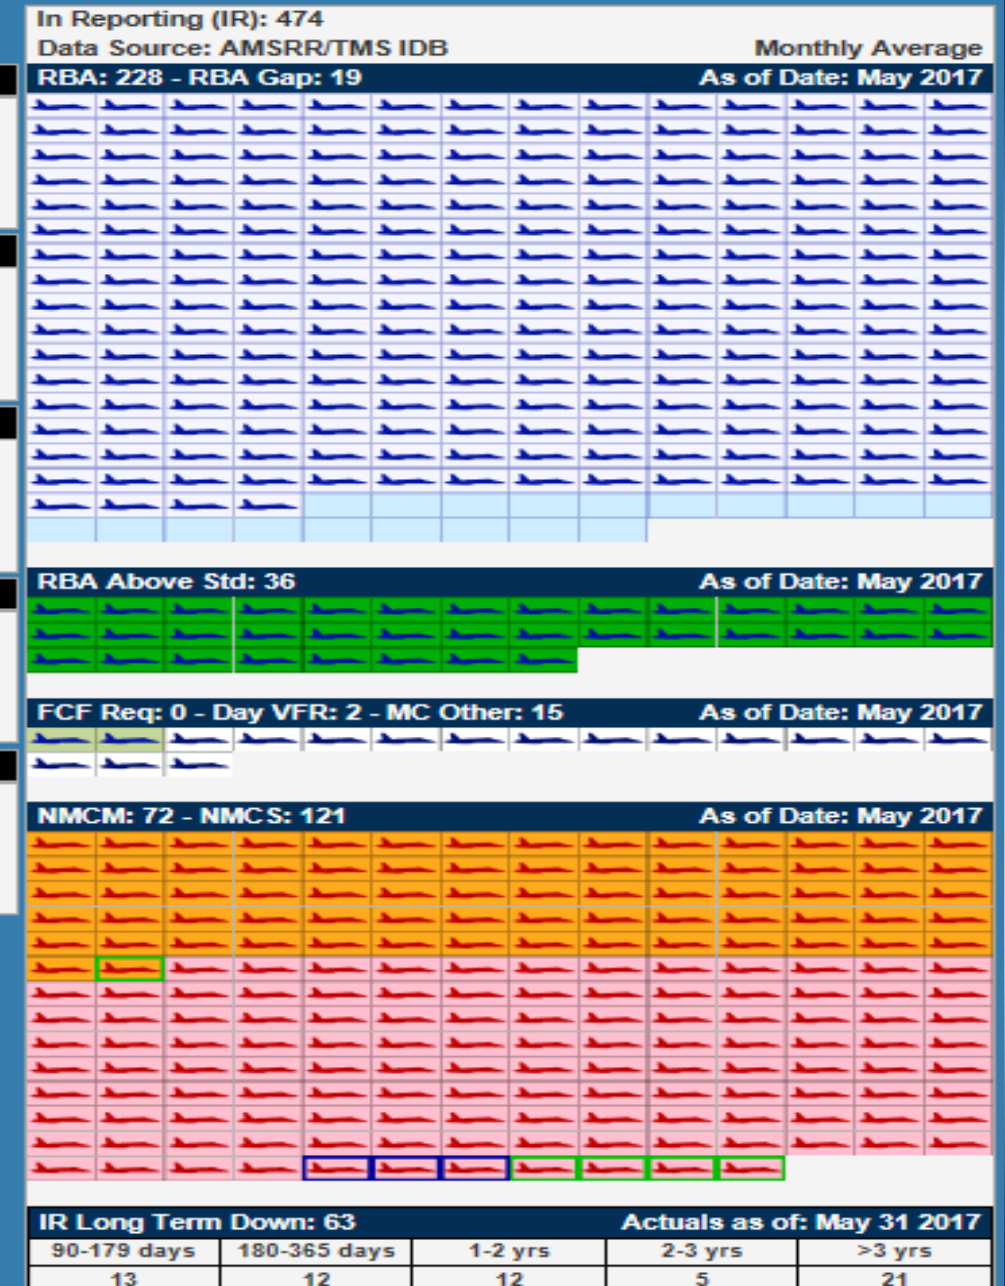 In Reporting (IR): 474
Data Source: AMSRR/TMS IDB Monthly Average
RBA: 228 - RBA Gap: 19 As of Date: May 2017
RBA Above Std: 36 As of Date: May 2017
FCF Req: 0 - Day VFR: 2 - MC Other: 15 As of Date: May 2017
NMCM: 72 - NMCS: 121 As of Date: May 2017
IR Long Term Down: 63 Actuals as of: May 31 2017
90-179 days 180-365 days 1-2 yrs 2-3 yrs >3 yrs
13 12 12 5 21